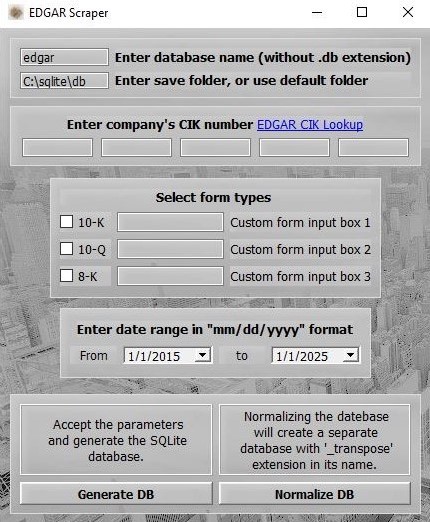 EDGAR Scraper
edgar Enter database name (without .db extension)
C:\sqlite\db Enter save folder, or use default folder
Enter company's CIK number EDGAR CIK Lookup
Select form types
10-K Custom form input box 1
10-Q Custom form input box 2
8-K Custom form input box 3
Enter date range in "mm/dd/yyyy" format
From 1/1/2015 to 1/1/2025
Accept the parameters
and generate the SQLite
database.
Normalizing the datebase
will create a separate
database with '_transpose'
extension in its name.
Generate DB Normalize DB